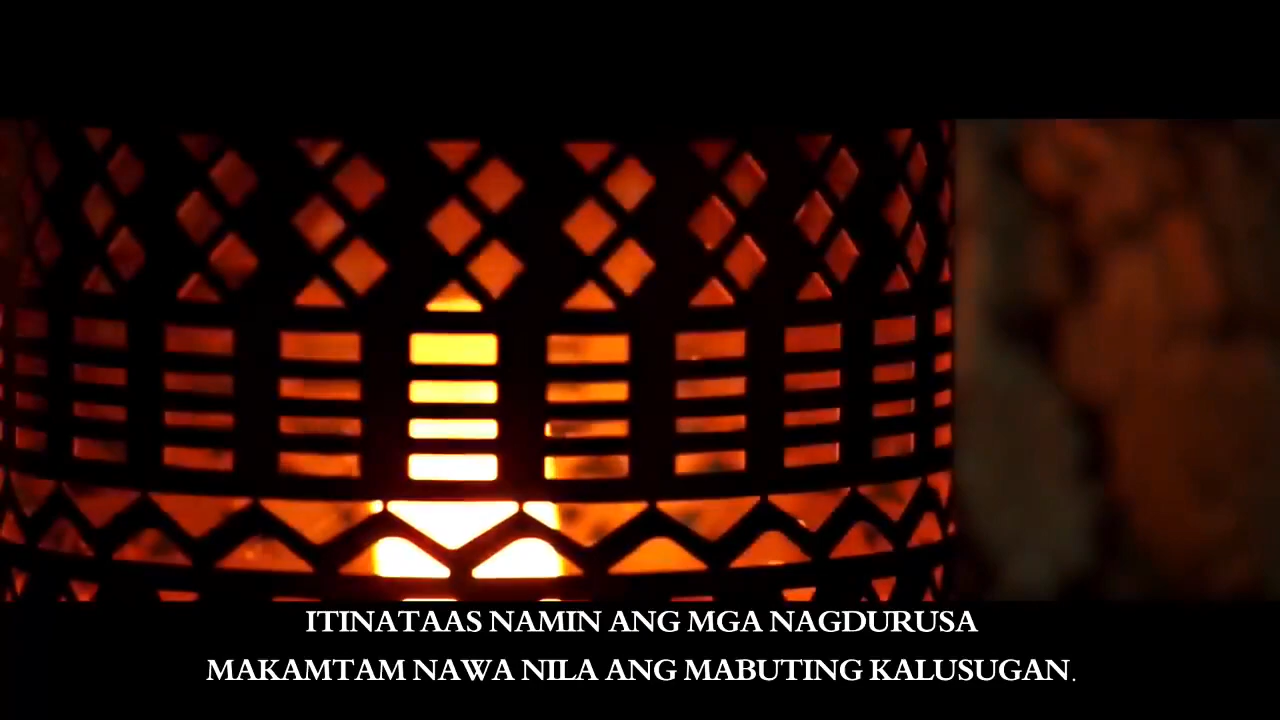 ITINATAAS NAMIN ANG MGA NAGDURUSA
MAKAMTAM NAWA NILA ANG MABUTING KALUSUGAN.